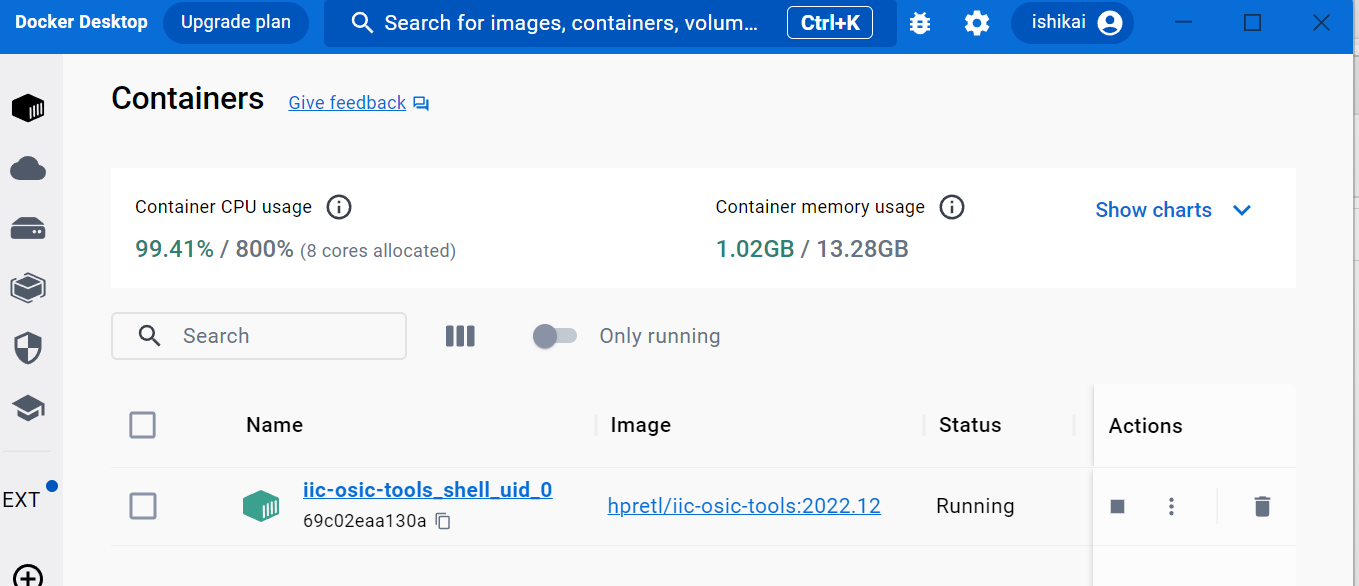 Docker Desktop Upgrade plan Search for images, containers, volum... Ctrl+K ishikai
Containers Give feedback
Container CPU usage Container memory usage Show charts
99.41% / 800% (8 cores allocated) 1.02GB / 13.28GB
Search Only running
Name Image Status Actions
iic-osic-tools_shell_uid_0 hpretl/iic-osic-tools:2022.12 Running
69c02eaa130a
EXT